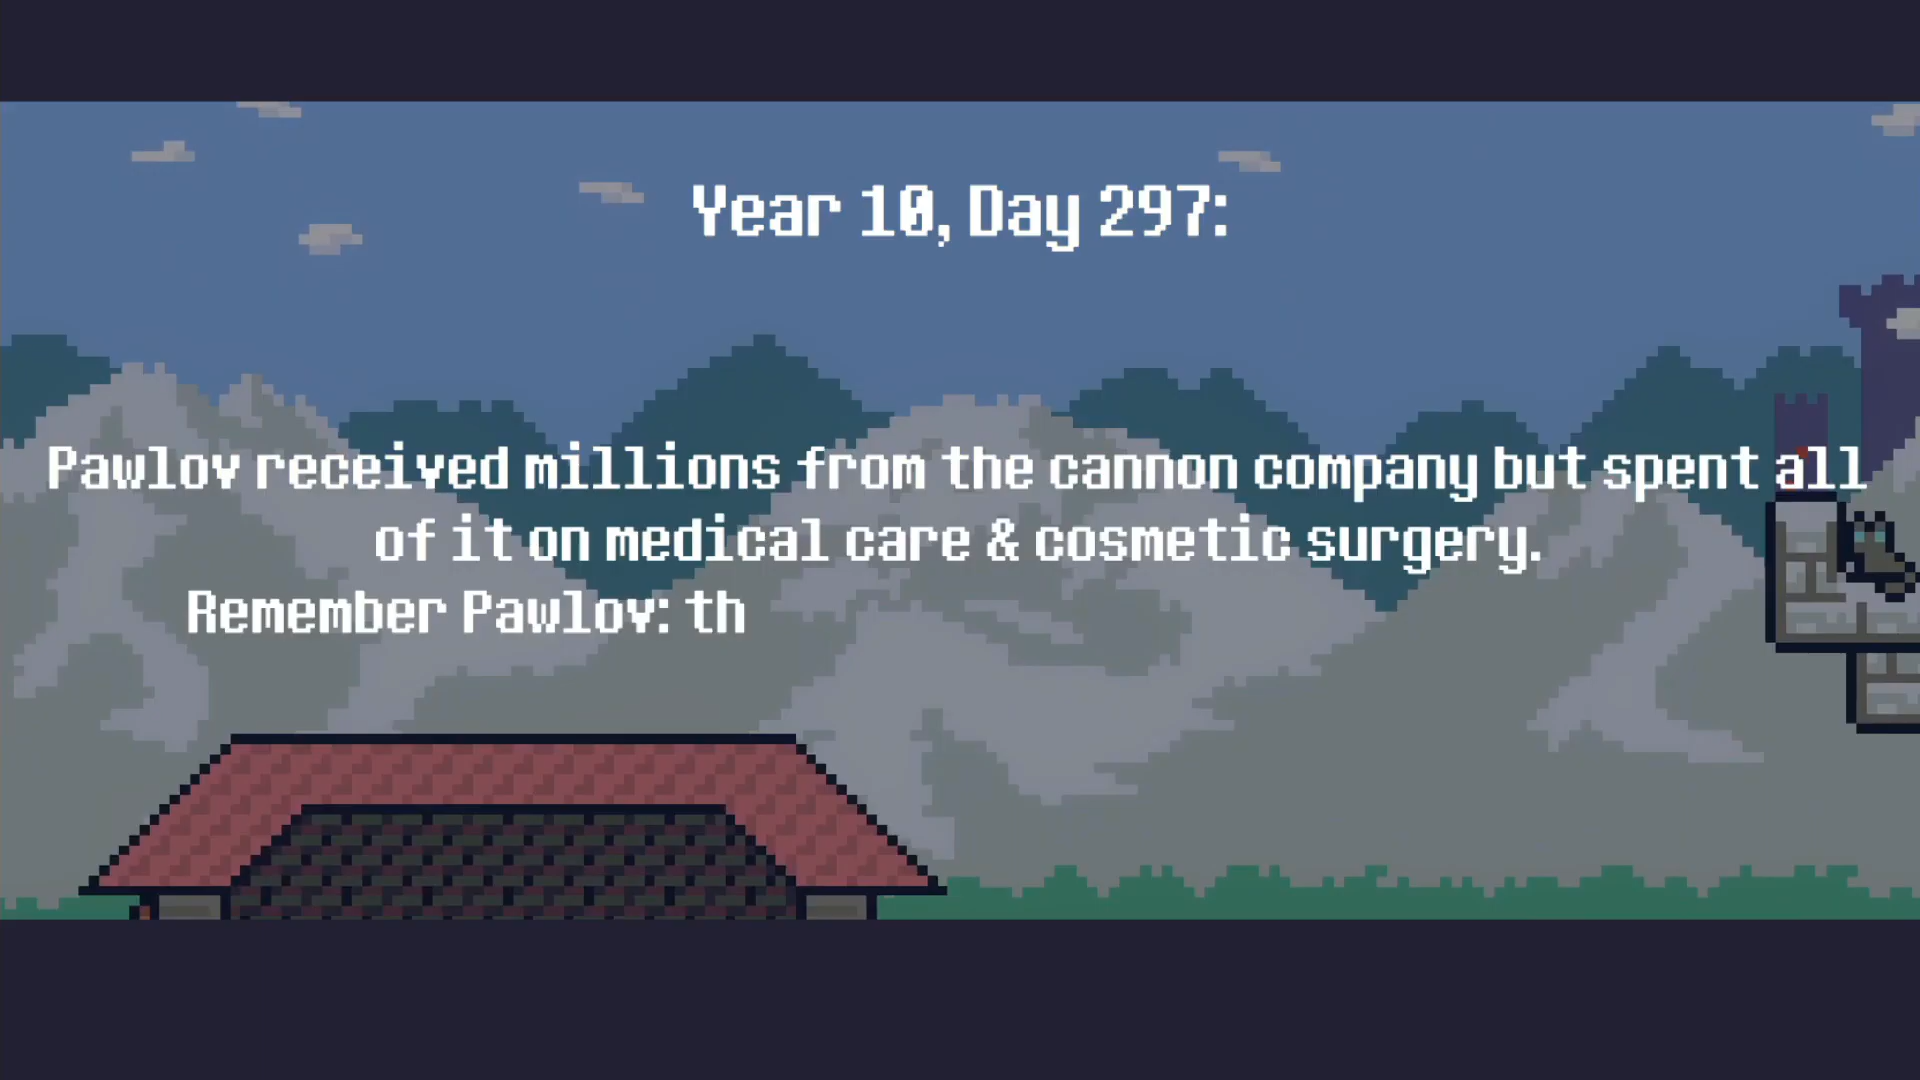 Year 10, Day 297:
Pawlov received millions from the cannon company but spent all
of it on medical care & cosmetic surgery.
Remember Pawlov: th